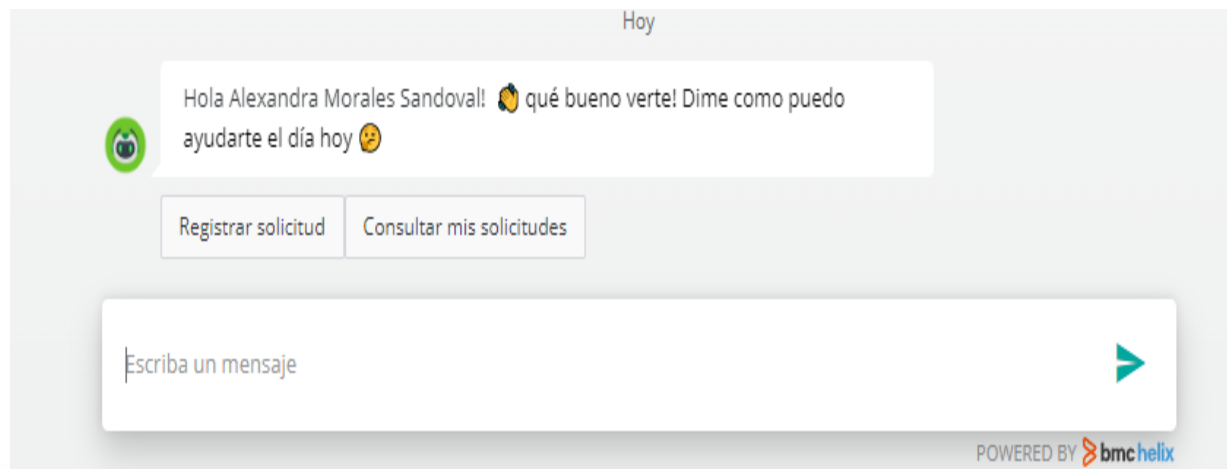 Hoy
Hola Alexandra Morales Sandoval! 👏 qué bueno verte! Dime como puedo
ayudarte el día hoy 🤔
Registrar solicitud
Consultar mis solicitudes
Escriba un mensaje
POWERED BY bmc helix